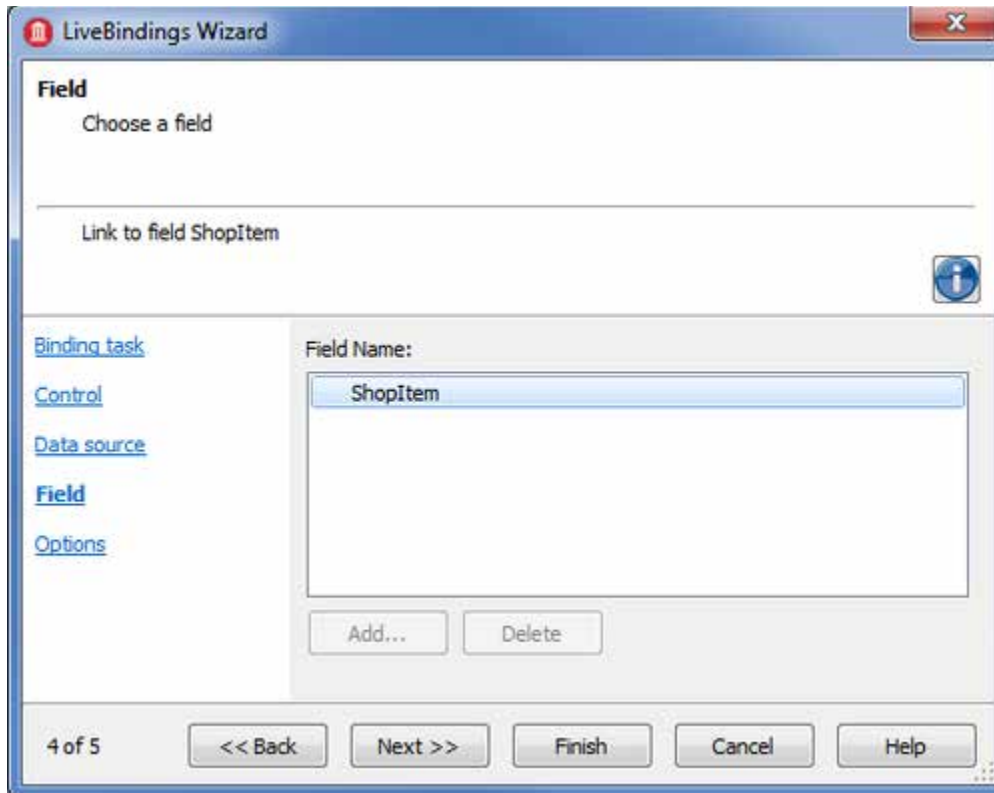 LiveBindings Wizard
Field
Choose a field
Link to field ShopItem
Binding task
Control
Data source
Field
Options
Field Name:
ShopItem
Add...
Delete
4 of 5
<< Back
Next >>
Finish
Cancel
Help